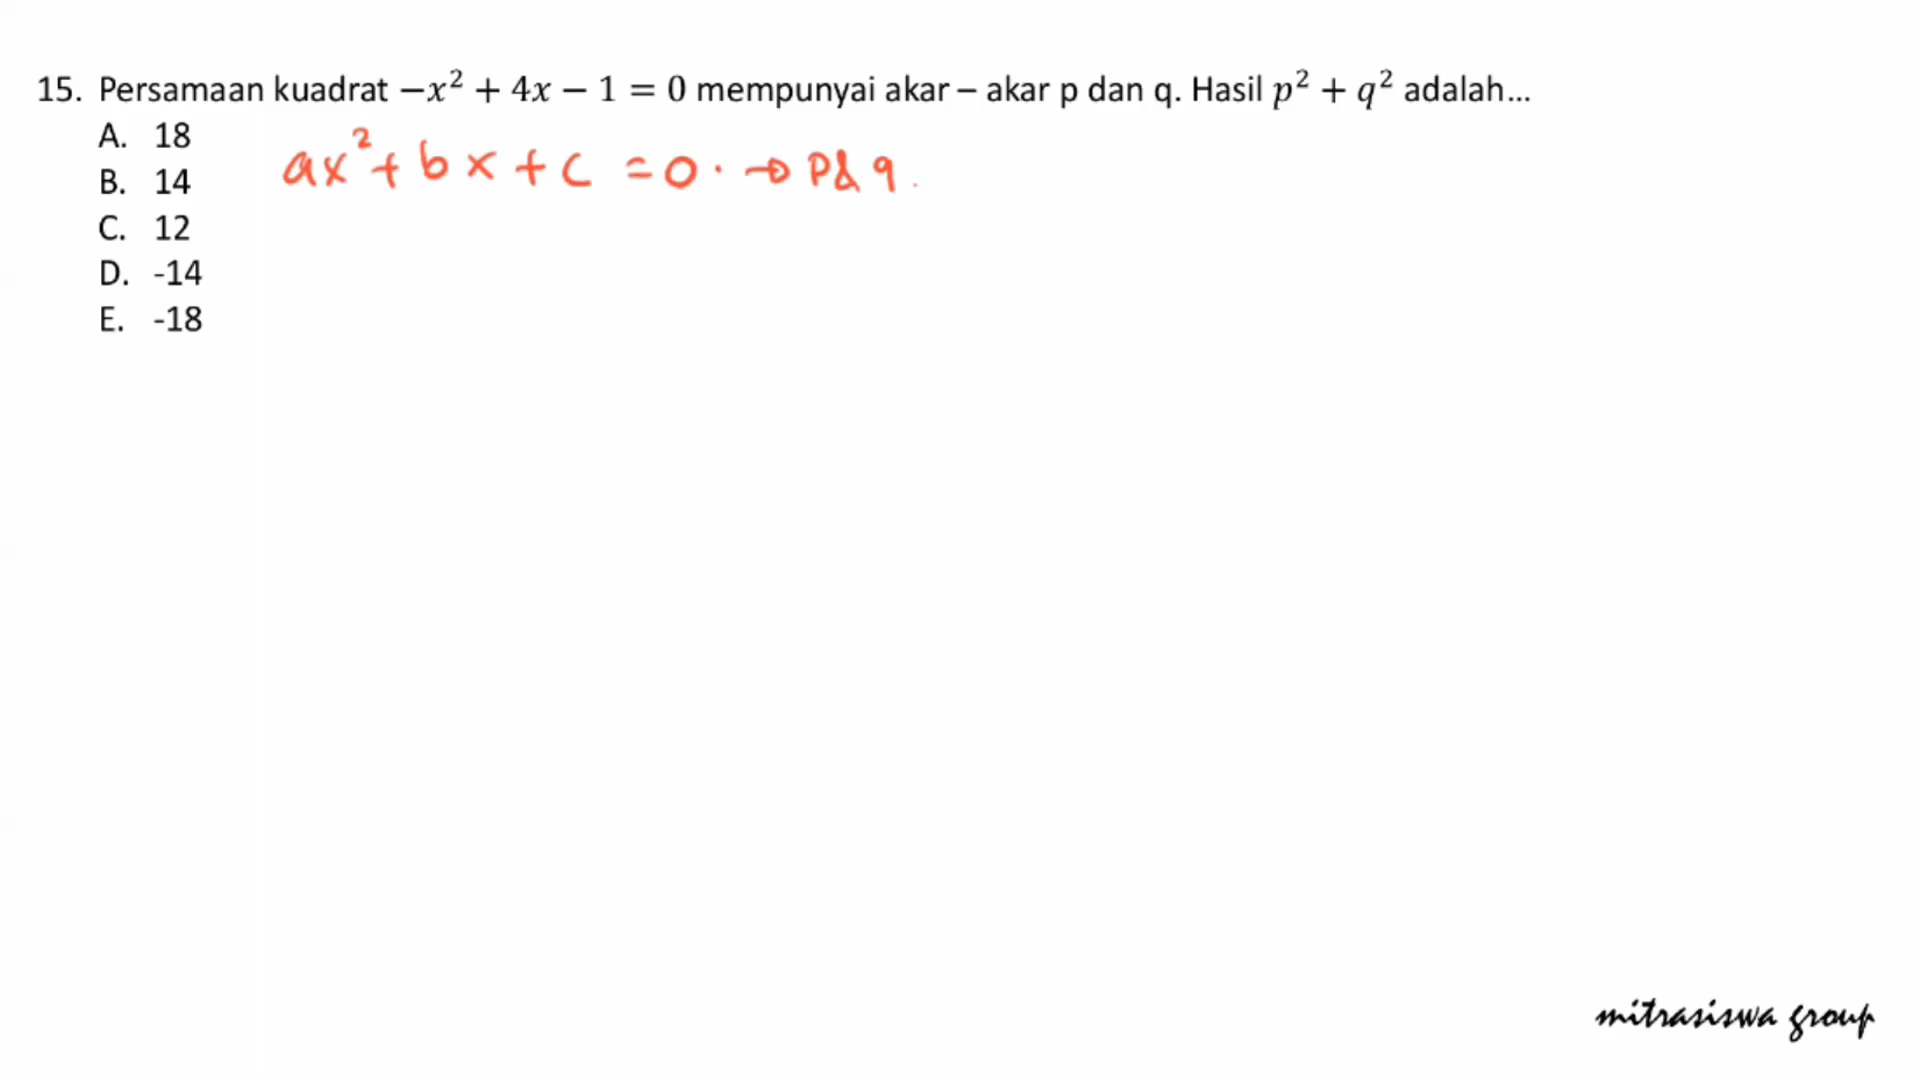 15. Persamaan kuadrat −x² + 4x − 1 = 0 mempunyai akar – akar p dan q. Hasil p² + q² adalah...
A. 18
ax² + bx + c = 0. → p & q.
B. 14
C. 12
D. -14
E. -18
mitrasiswa group